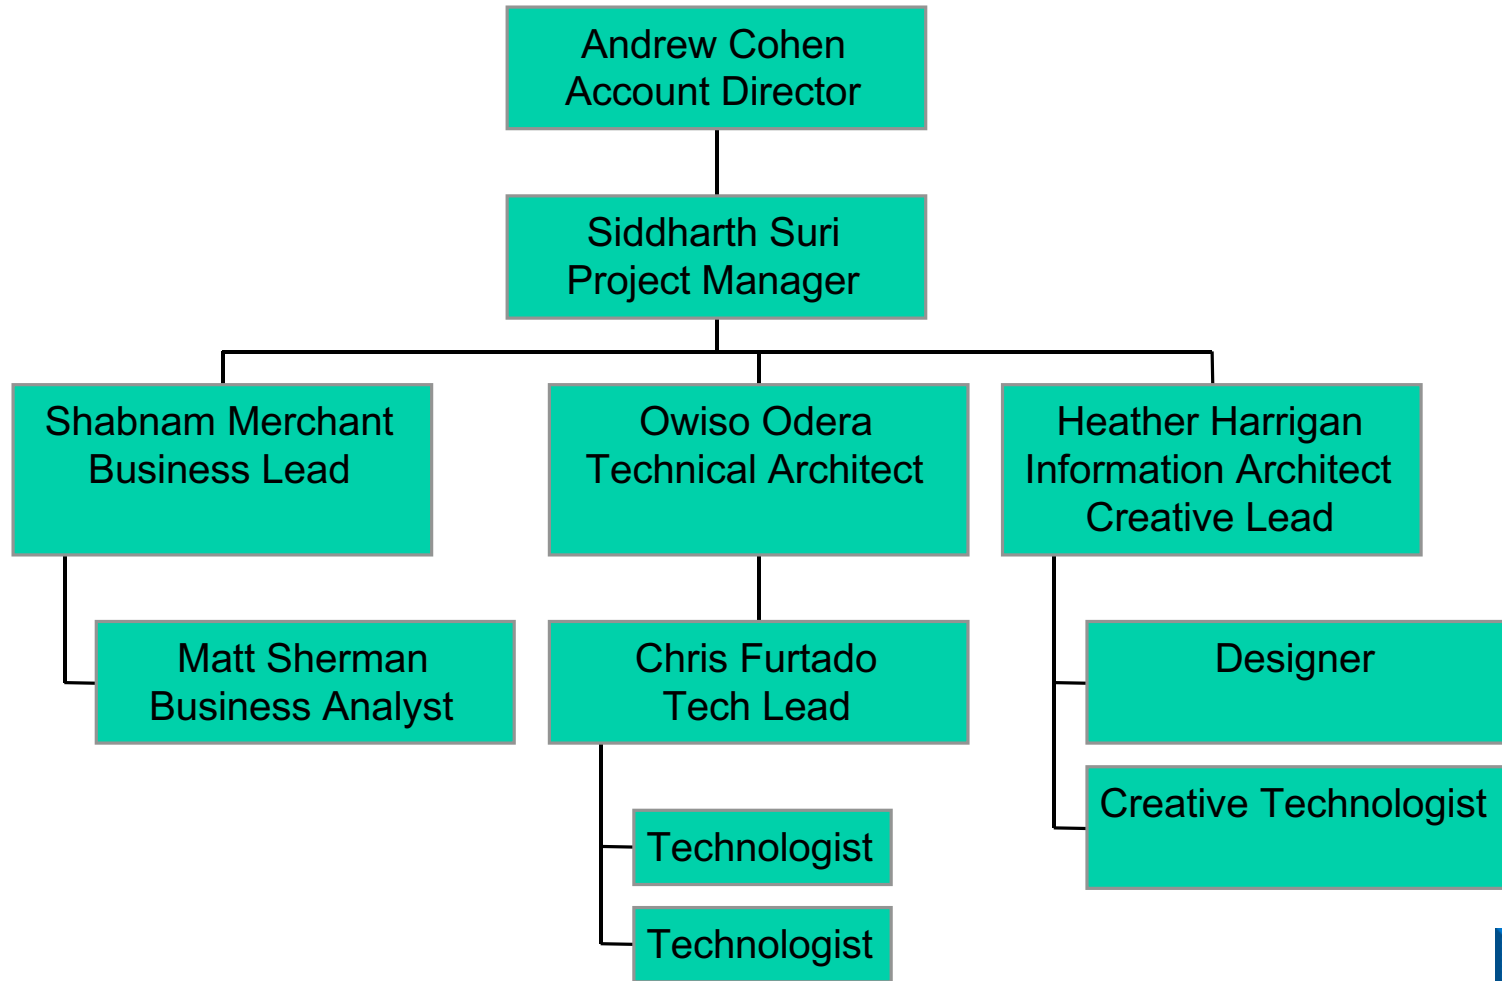 Andrew Cohen
Account Director
Siddharth Suri
Project Manager
Shabnam Merchant
Business Lead
Owiso Odera
Technical Architect
Heather Harrigan
Information Architect
Creative Lead
Matt Sherman
Business Analyst
Chris Furtado
Tech Lead
Designer
Creative Technologist
Technologist
Technologist